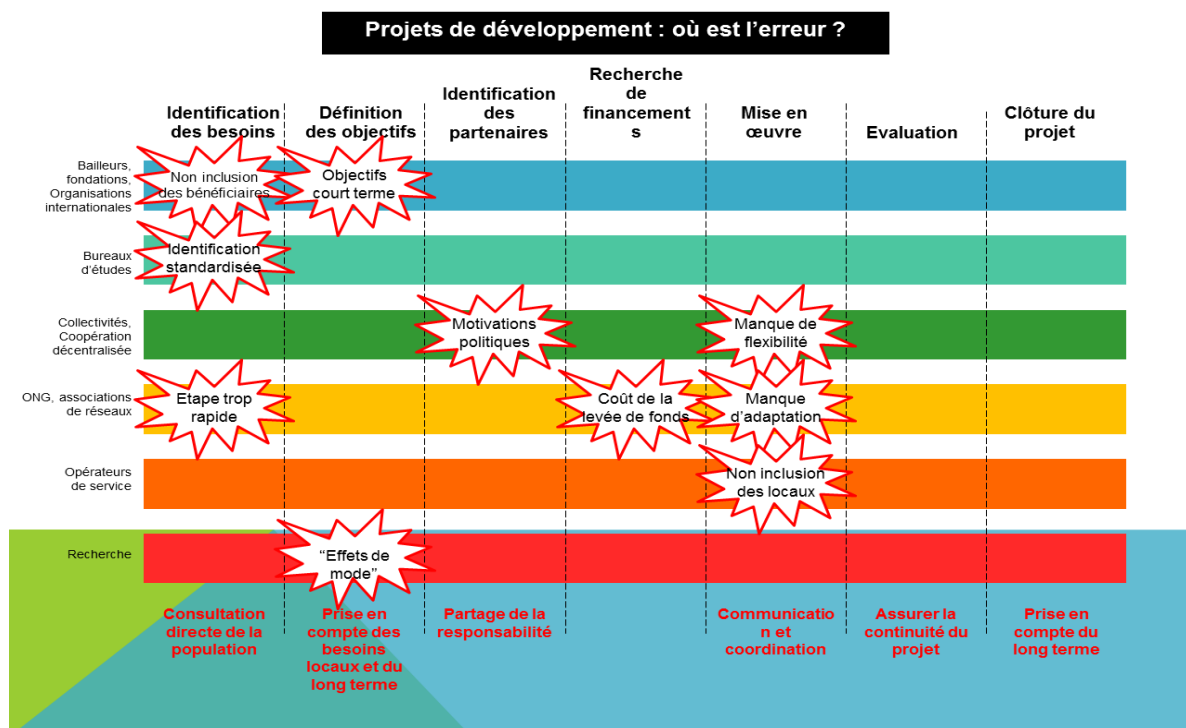 Projets de développement : où est l’erreur ?
Identification
des besoins
Définition
des objectifs
Identification
des
partenaires
Recherche
de
financement
s
Mise en
œuvre
Evaluation
Clôture du
projet
Bailleurs,
fondations,
Organisations
internationales
Non inclusion
des bénéficiaires
Objectifs
court terme
Bureaux
d’études
Identification
standardisée
Collectivités,
Coopération
décentralisée
Motivations
politiques
Manque de
flexibilité
ONG, associations
de réseaux
Etape trop
rapide
Coût de la
levée de fonds
Manque
d’adaptation
Opérateurs
de service
Non inclusion
des locaux
Recherche
“Effets de
mode”
Consultation
directe de la
population
Prise en
compte des
besoins
locaux et du
long terme
Partage de la
responsabilité
Communicatio
n et
coordination
Assurer la
continuité du
projet
Prise en
compte du
long terme